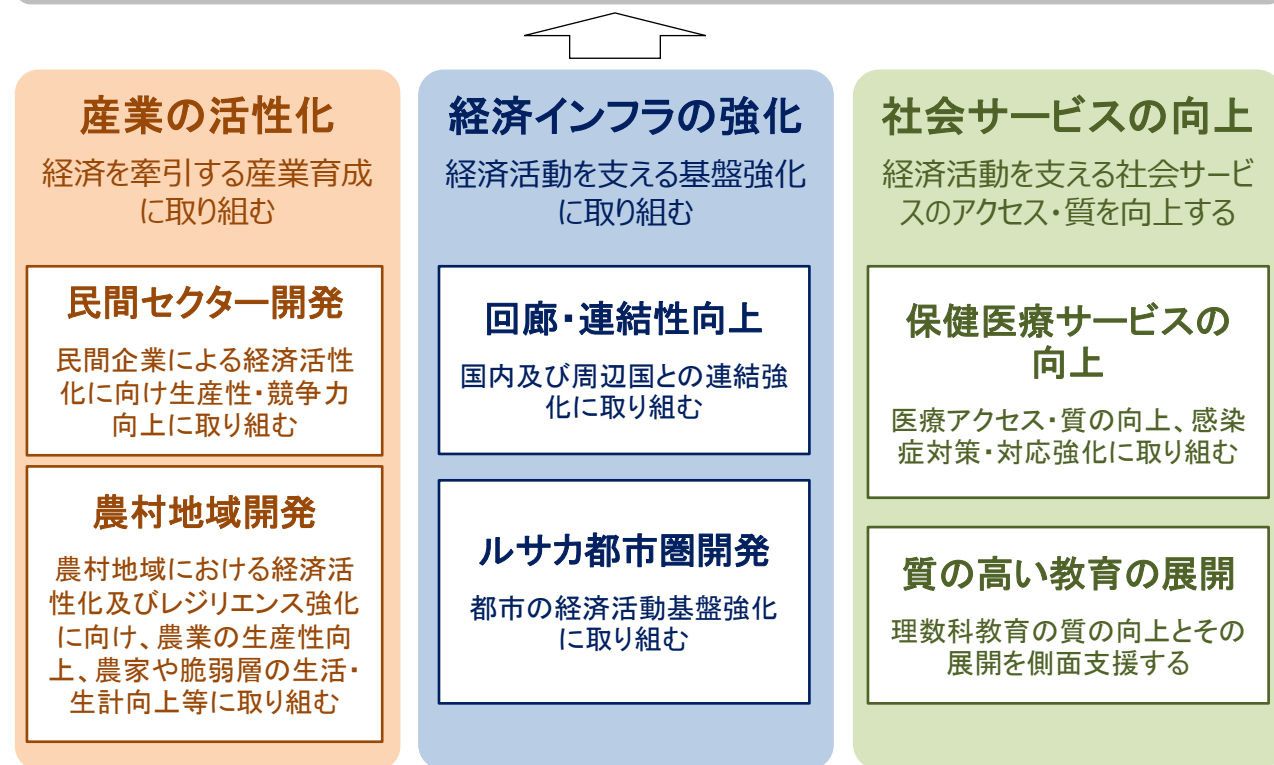 産業の活性化
経済を牽引する産業育成
に取り組む
民間セクター開発
民間企業による経済活性
化に向け生産性・競争力
向上に取り組む
農村地域開発
農村地域における経済活
性化及びレジリエンス強化
に向け、農業の生産性向
上、農家や脆弱層の生活・
生計向上等に取り組む
経済インフラの強化
経済活動を支える基盤強化
に取り組む
回廊・連結性向上
国内及び周辺国との連結強
化に取り組む
ルサカ都市圏開発
都市の経済活動基盤強化
に取り組む
社会サービスの向上
経済活動を支える社会サービ
スのアクセス・質を向上する
保健医療サービスの
向上
医療アクセス・質の向上、感染
症対策・対応強化に取り組む
質の高い教育の展開
理数科教育の質の向上とその
展開を側面支援する